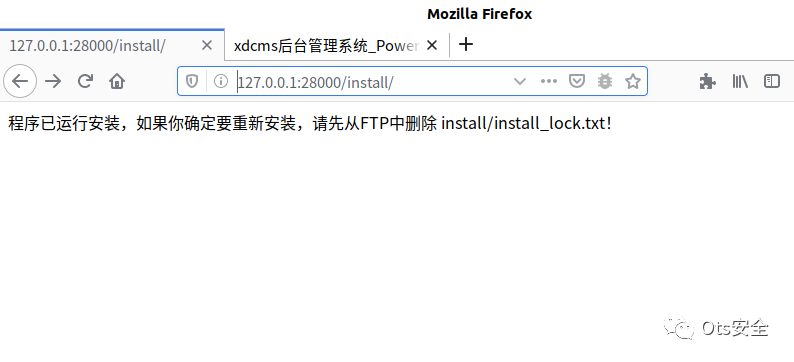 Mozilla Firefox
127.0.0.1:28000/install/
xdcms后台管理系统_Power
127.0.0.1:28000/install/
程序已运行安装，如果你确定要重新安装，请先从FTP中删除 install/install_lock.txt！
Ots安全